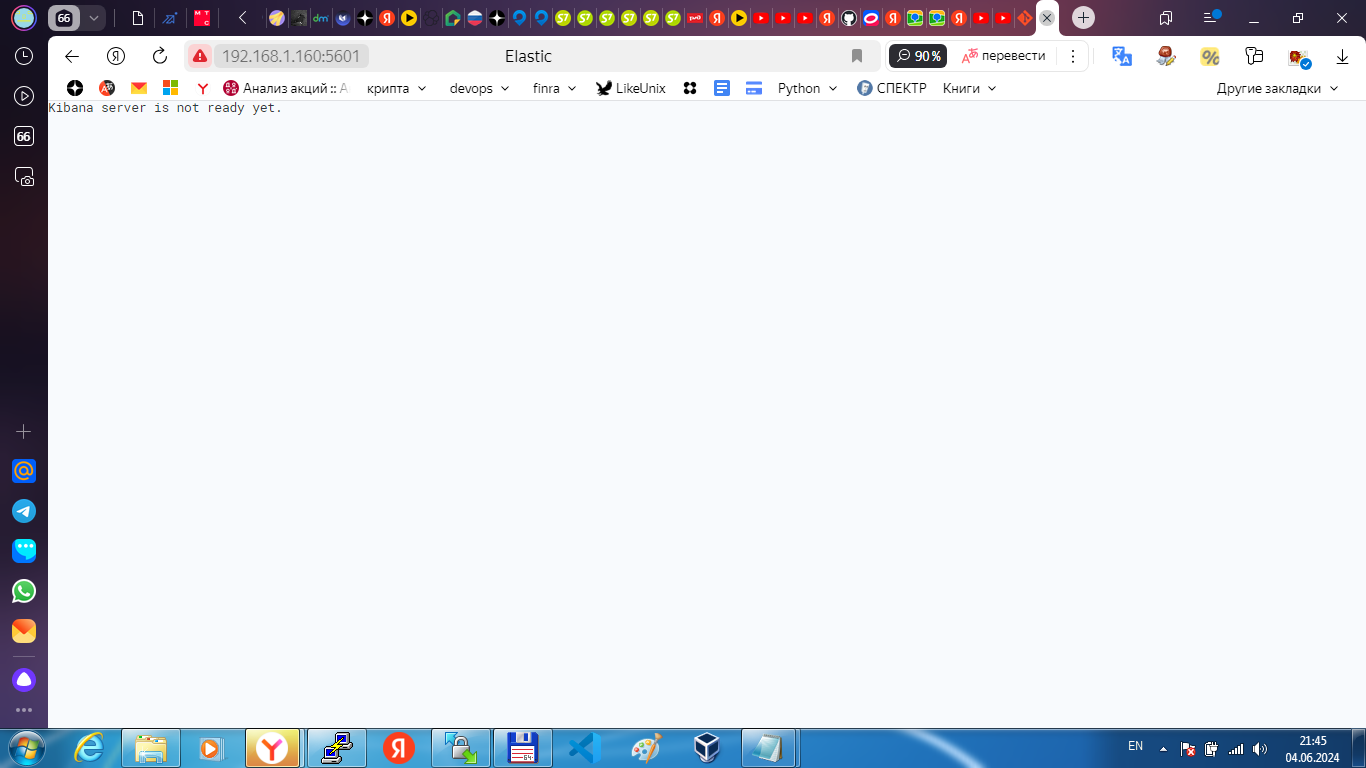 66
192.168.1.160:5601
Elastic
90 %
перевести
Анализ акций :: А
крипта
devops
finra
LikeUnix
Python
СПЕКТР
Книги
Другие закладки
Kibana server is not ready yet.
66
EN
21:45
04.06.2024